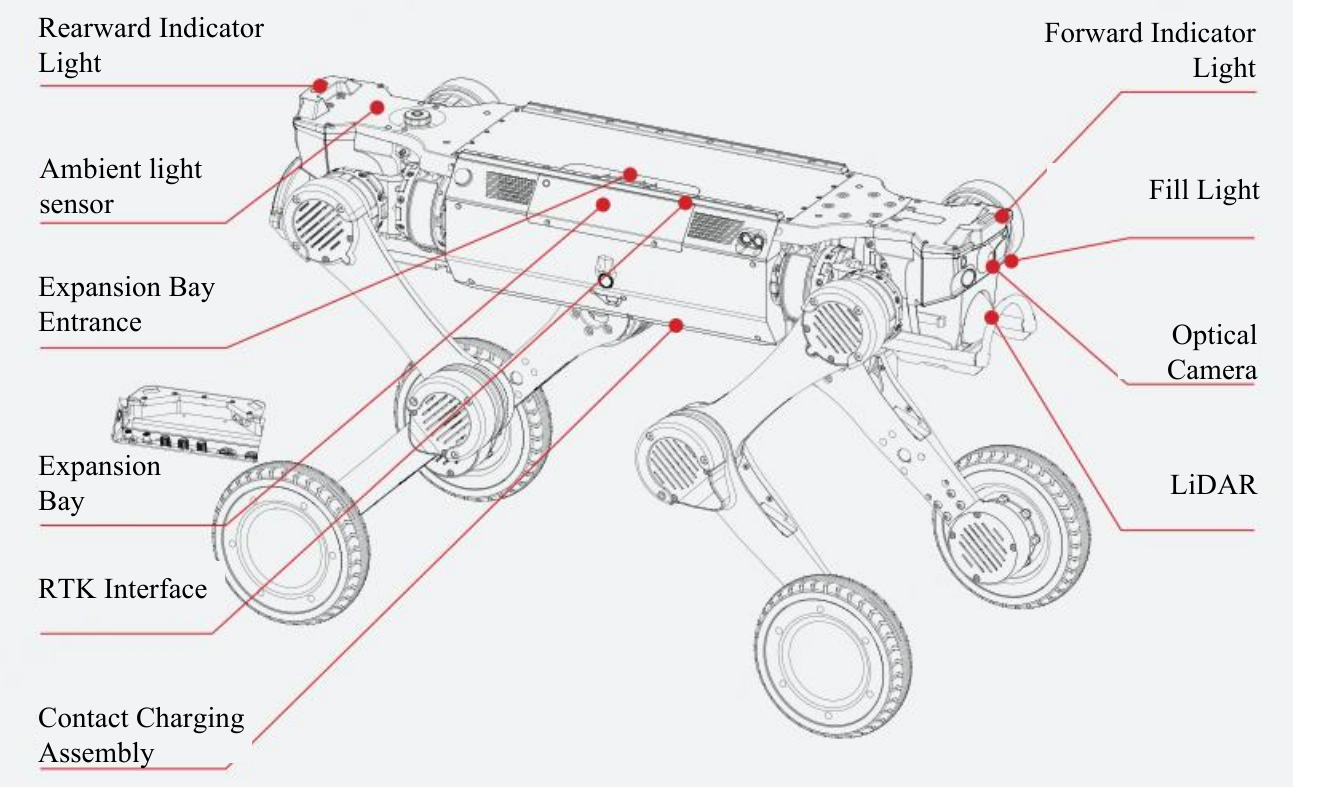 Rearward Indicator
Light
Ambient light
sensor
Expansion Bay
Entrance
Expansion
Bay
RTK Interface
Contact Charging
Assembly
Forward Indicator
Light
Fill Light
Optical
Camera
LiDAR